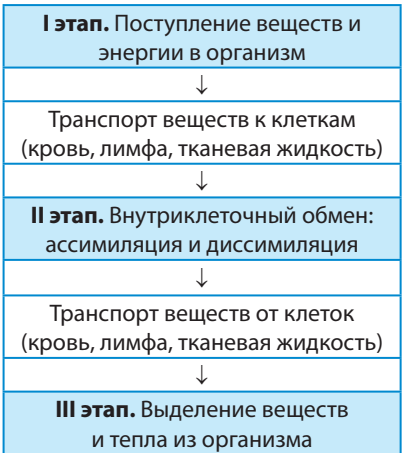 I этап. Поступление веществ и
энергии в организм
↓
Транспорт веществ к клеткам
(кровь, лимфа, тканевая жидкость)
↓
II этап. Внутриклеточный обмен:
ассимиляция и диссимиляция
↓
Транспорт веществ от клеток
(кровь, лимфа, тканевая жидкость)
↓
III этап. Выделение веществ
и тепла из организма